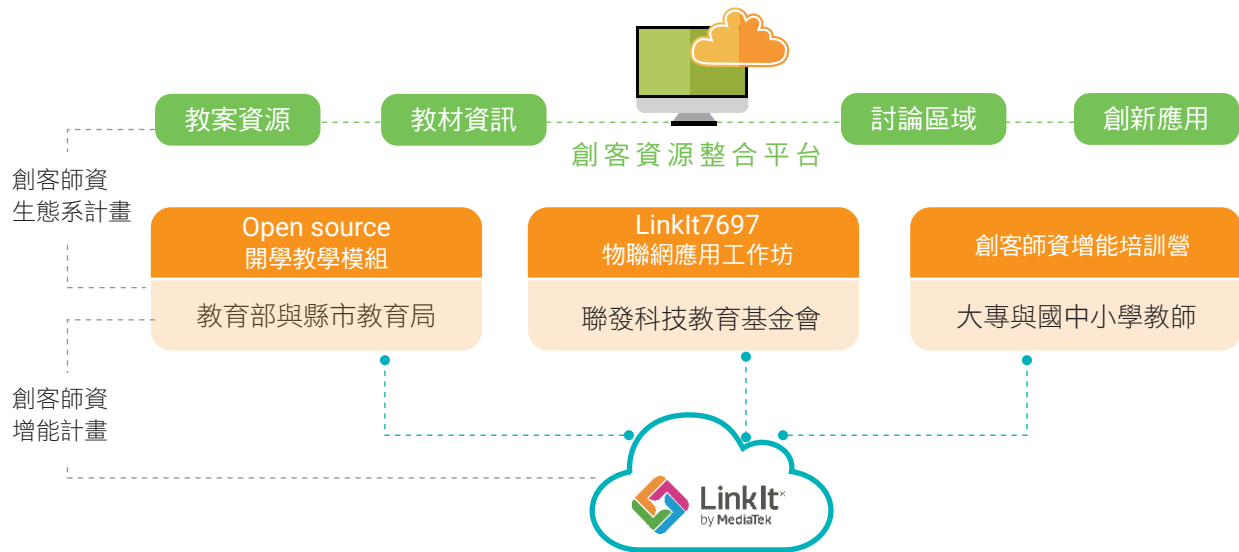 教案資源
教材資訊
討論區域
創新應用
創客資源整合平台
創客師資
生態系計畫
Open source
開學教學模組
教育部與縣市教育局
LinkIt7697
物聯網應用工作坊
聯發科技教育基金會
創客師資增能培訓營
大專與國中小學教師
創客師資
增能計畫
LinkIt
by MediaTek